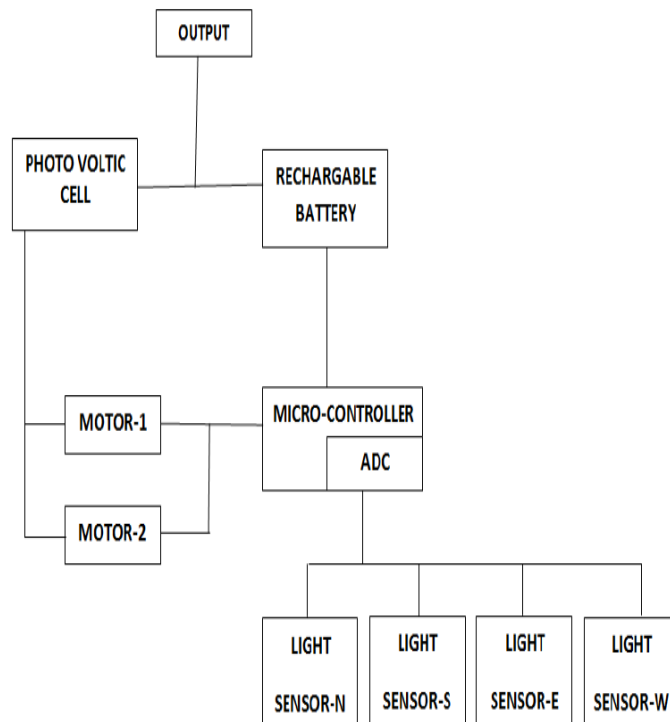 OUTPUT
PHOTO VOLTIC
CELL
RECHARGABLE
BATTERY
MOTOR-1
MICRO-CONTROLLER
ADC
MOTOR-2
LIGHT
SENSOR-N
LIGHT
SENSOR-S
LIGHT
SENSOR-E
LIGHT
SENSOR-W